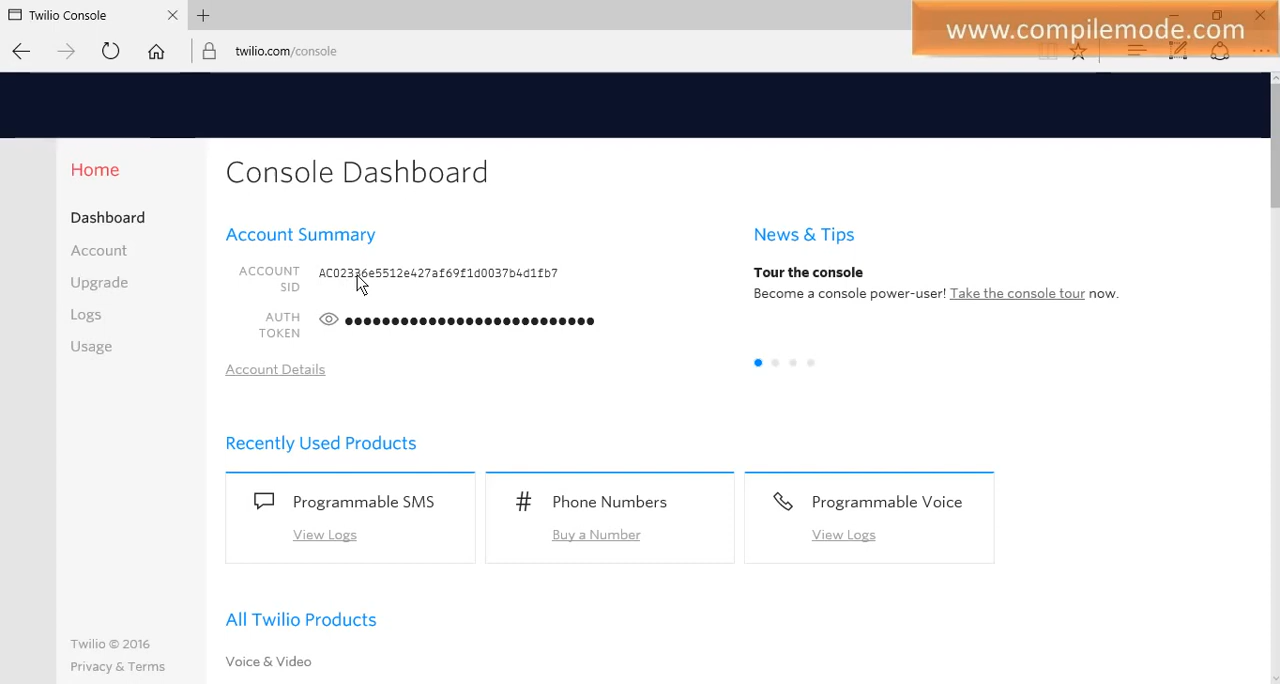 Twilio Console
www.compilemode.com
twilio.com/console
Home
Console Dashboard
Dashboard
Account
Upgrade
Logs
Usage
Account Summary
ACCOUNT SID
AC02336e5512e427af69f1d0037b4d1fb7
AUTH TOKEN
Account Details
News & Tips
Tour the console
Become a console power-user! Take the console tour now.
Recently Used Products
Programmable SMS
View Logs
# Phone Numbers
Buy a Number
Programmable Voice
View Logs
All Twilio Products
Voice & Video
Twilio © 2016
Privacy & Terms